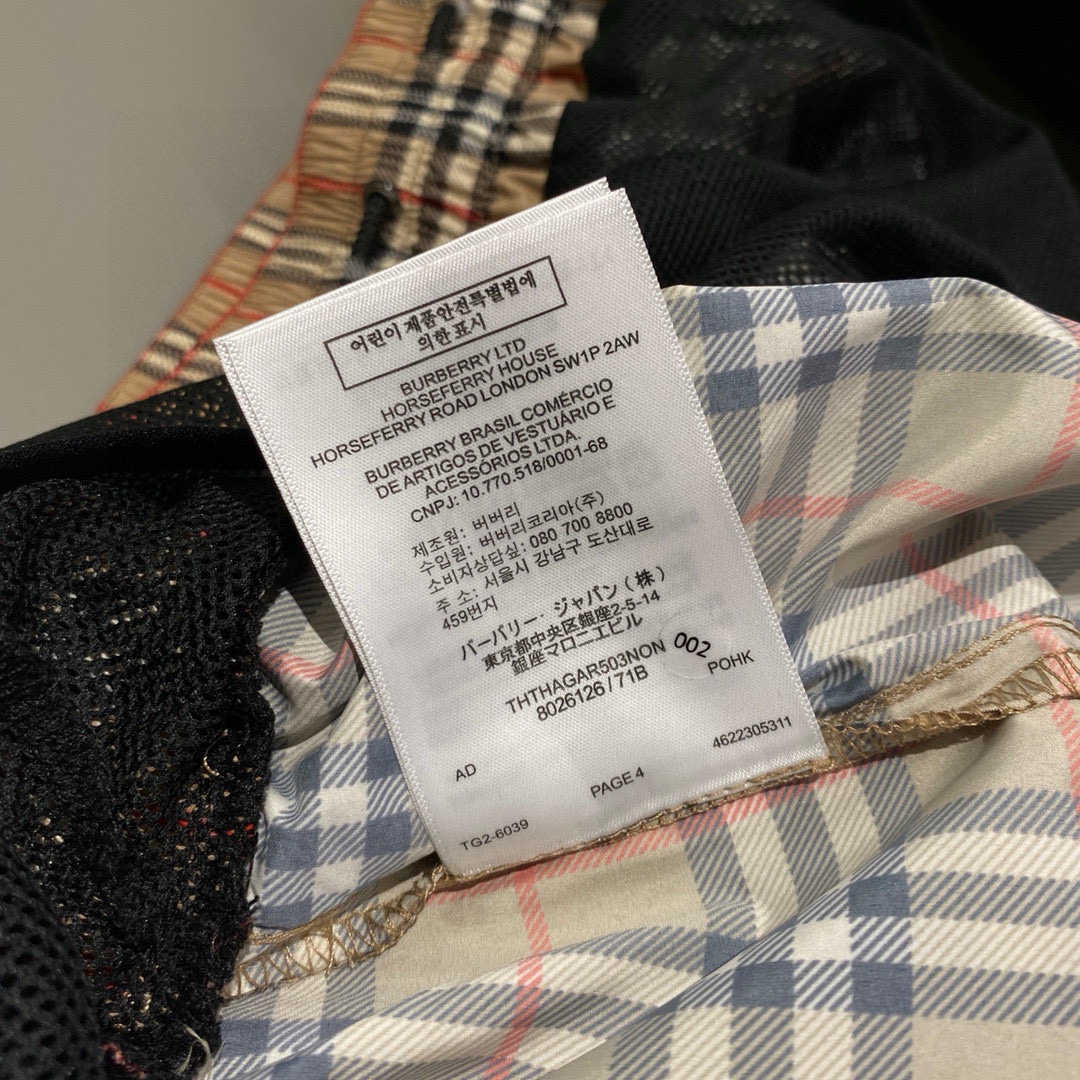 어린이 제품안전특별법에
의한 표시
BURBERRY LTD
HORSEFERRY HOUSE
HORSEFERRY ROAD LONDON SW1P 2AW
BURBERRY BRASIL COMÉRCIO
DE ARTIGOS DE VESTUÁRIO E
ACESSÓRIOS LTDA.
CNPJ: 10.770.518/0001-68
제조원: 버버리
수입원: 버버리코리아(주)
소비자상담싶: 080 700 8800
주 소: 서울시 강남구 도산대로
459번지
バーバリー・ジャパン(株)
東京都中央区銀座2-5-14
銀座マロニエビル
THTHAGAR503NON 002
8026126 / 71B POHK
AD 4622305311
PAGE 4
TG2-6039